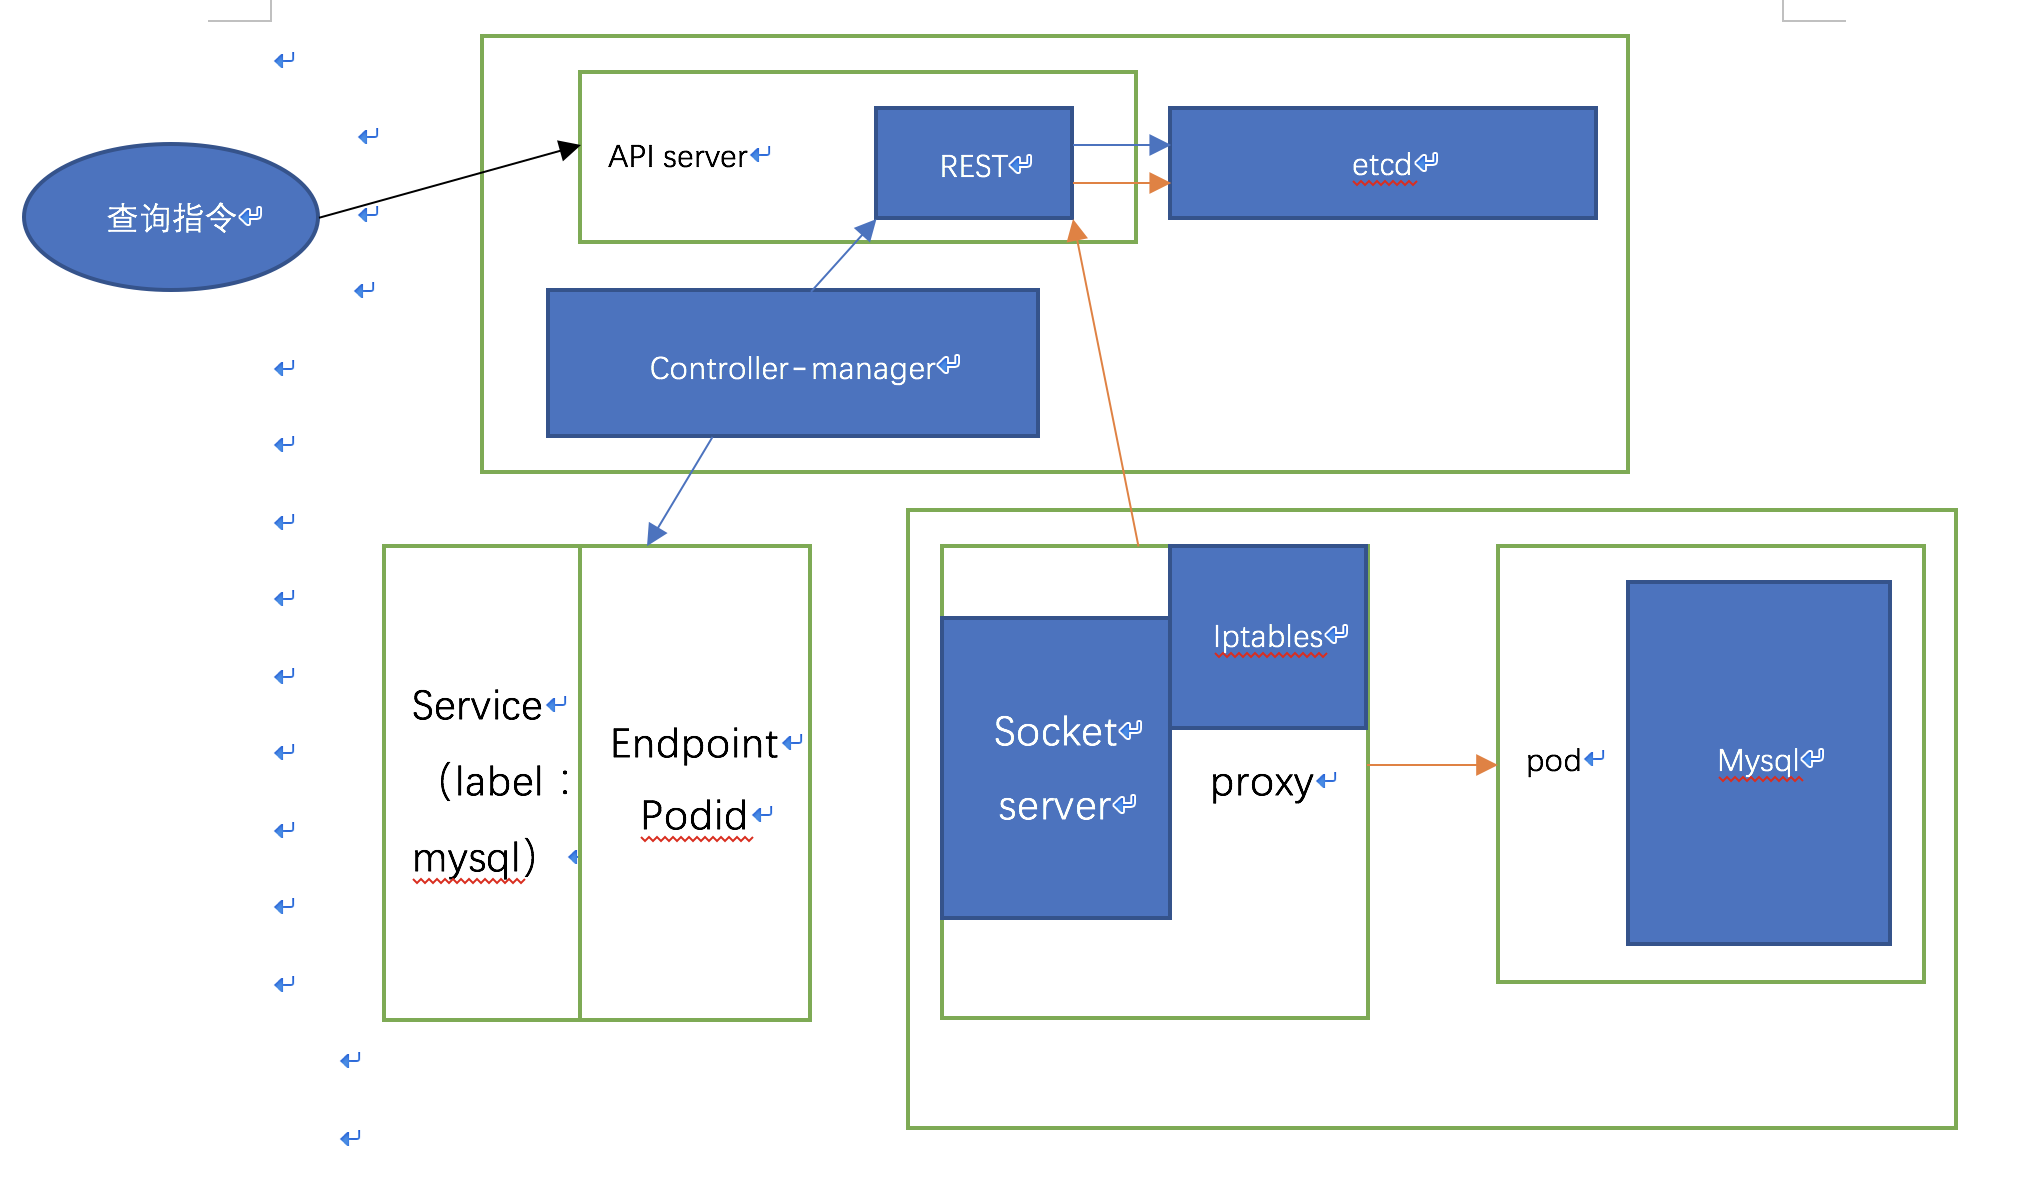 查询指令
API server
REST
etcd
Controller-manager
Service
（label：
mysql）
Endpoint
Podid
Socket
server
Iptables
proxy
pod
Mysql